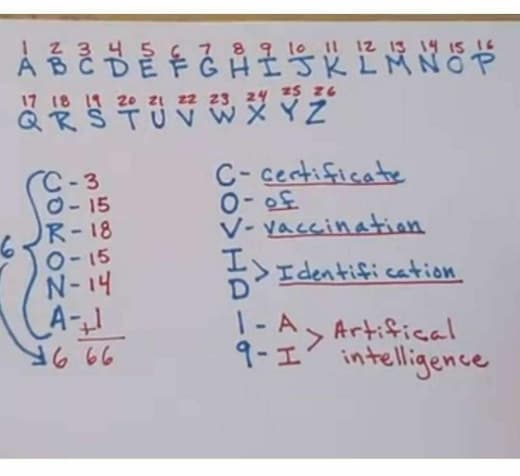 1 2 3 4 5 6 7 8 9 10 11 12 13 14 15 16
A B C D E F G H I J K L M N O P
17 18 19 20 21 22 23 24 25 26
Q R S T U V W X Y Z
C - 3
O - 15
R - 18
6
O - 15
N - 14
A - +1
6 66
C - certificate
O - of
V - vaccination
I
D > Identification
1 - A
9 - I > Artifical
intelligence